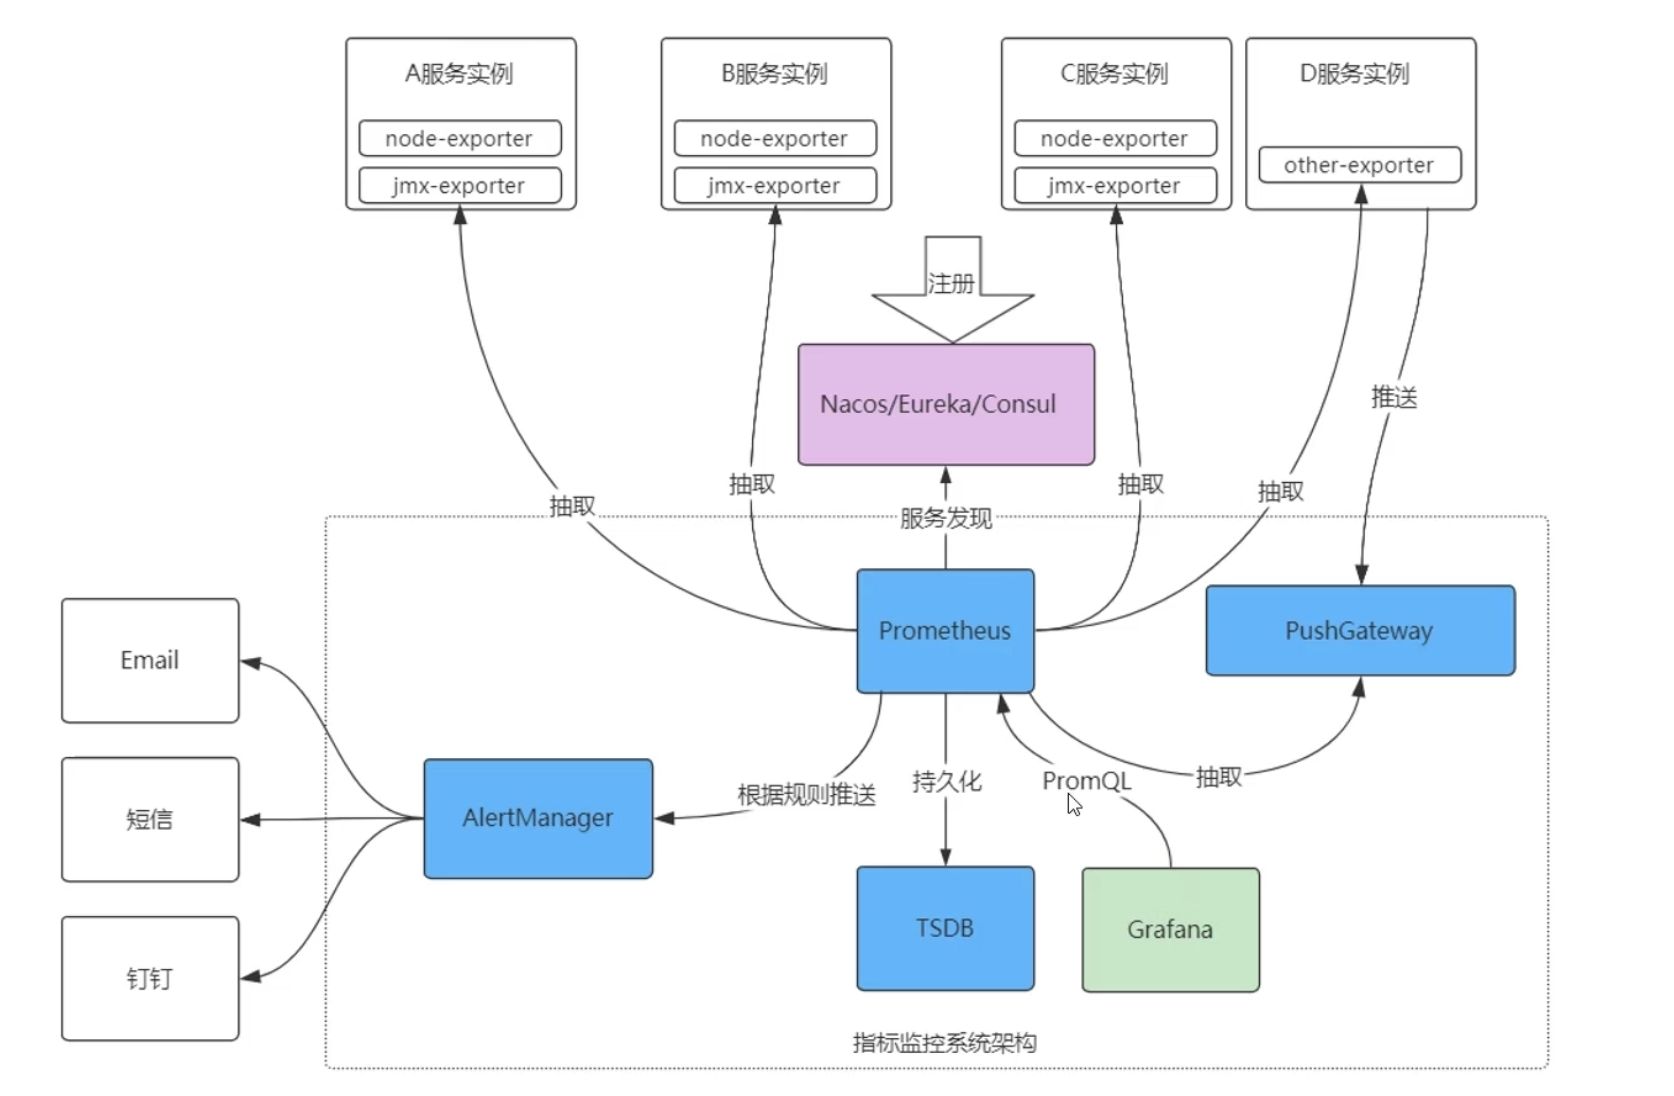 A服务实例
node-exporter
jmx-exporter
B服务实例
node-exporter
jmx-exporter
C服务实例
node-exporter
jmx-exporter
D服务实例
other-exporter
注册
Nacos/Eureka/Consul
推送
抽取
抽取
抽取
抽取
服务发现
Prometheus
PushGateway
Email
短信
钉钉
AlertManager
根据规则推送
持久化
PromQL
抽取
TSDB
Grafana
指标监控系统架构